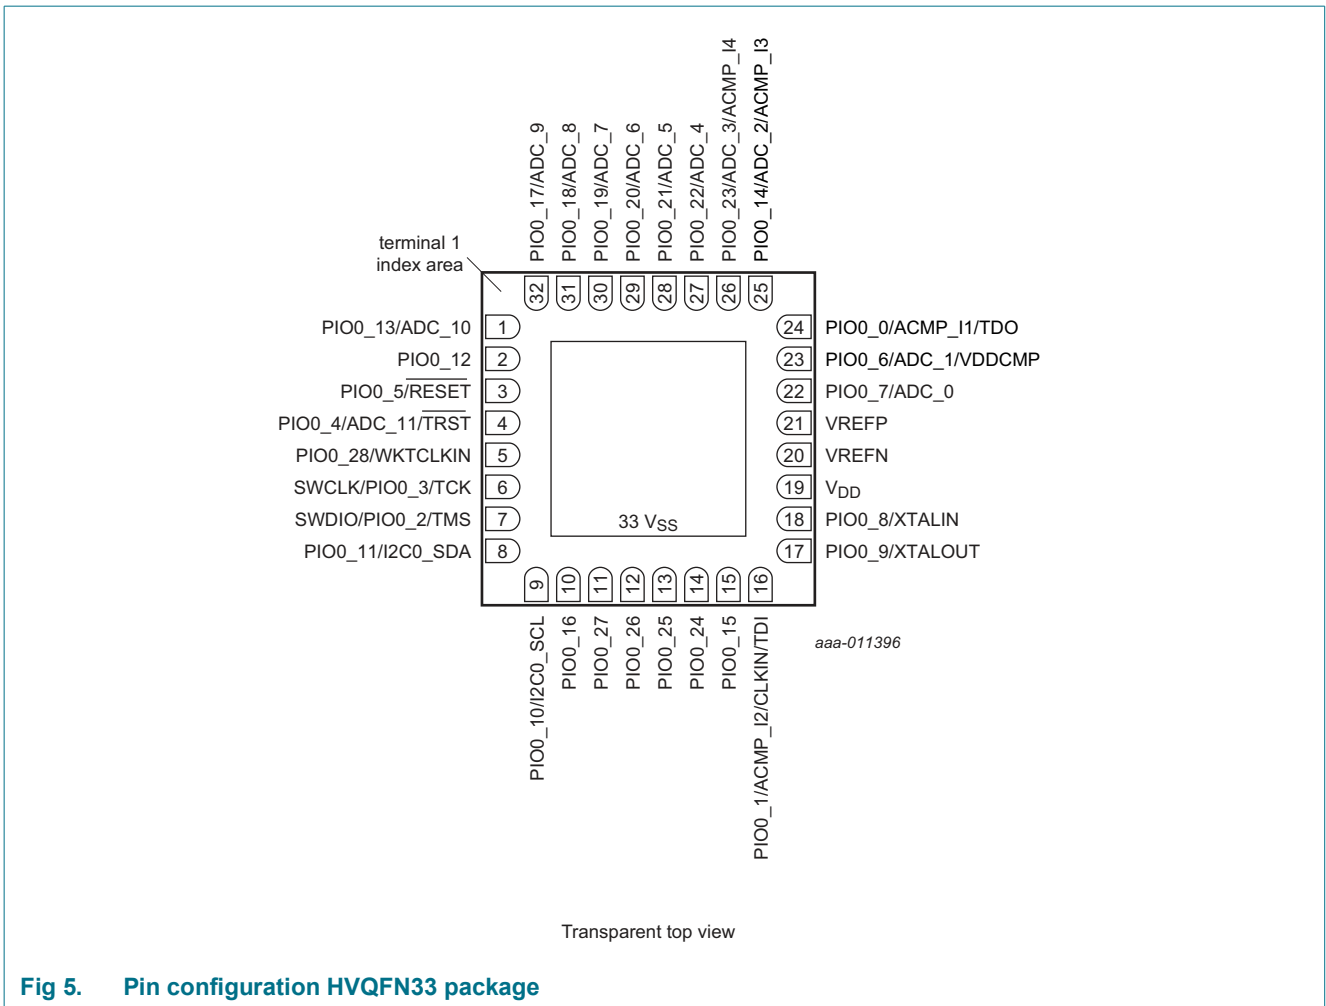 PIO0_17/ADC_9
PIO0_18/ADC_8
PIO0_19/ADC_7
PIO0_20/ADC_6
PIO0_21/ADC_5
PIO0_22/ADC_4
PIO0_23/ADC_3/ACMP_I4
PIO0_14/ADC_2/ACMP_I3
terminal 1
index area
32 31 30 29 28 27 26 25
PIO0_13/ADC_10 1
PIO0_12 2
PIO0_5/RESET 3
PIO0_4/ADC_11/TRST 4
PIO0_28/WKTCLKIN 5
SWCLK/PIO0_3/TCK 6
SWDIO/PIO0_2/TMS 7
PIO0_11/I2C0_SDA 8
24 PIO0_0/ACMP_I1/TDO
23 PIO0_6/ADC_1/VDDCMP
22 PIO0_7/ADC_0
21 VREFP
20 VREFN
19 VDD
18 PIO0_8/XTALIN
17 PIO0_9/XTALOUT
33 VSS
9 10 11 12 13 14 15 16
PIO0_10/I2C0_SCL
PIO0_16
PIO0_27
PIO0_26
PIO0_25
PIO0_24
PIO0_15
PIO0_1/ACMP_I2/CLKIN/TDI
aaa-011396
Transparent top view
Fig 5. Pin configuration HVQFN33 package